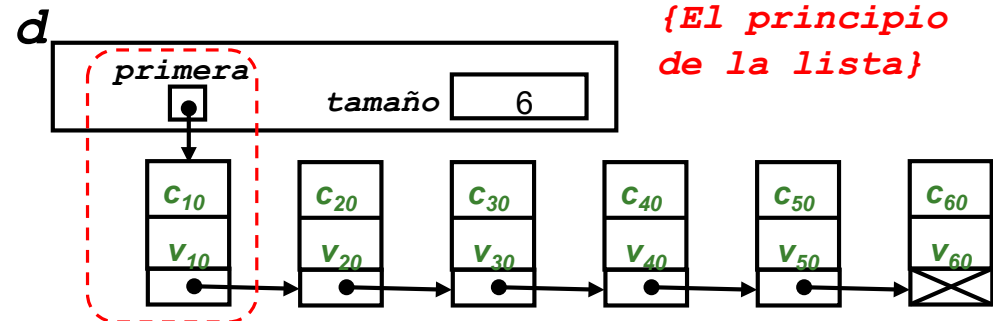 d
{El principio
de la lista}
primera
tamaño 6
c10 c20 c30 c40 c50 c60
v10 v20 v30 v40 v50 v60